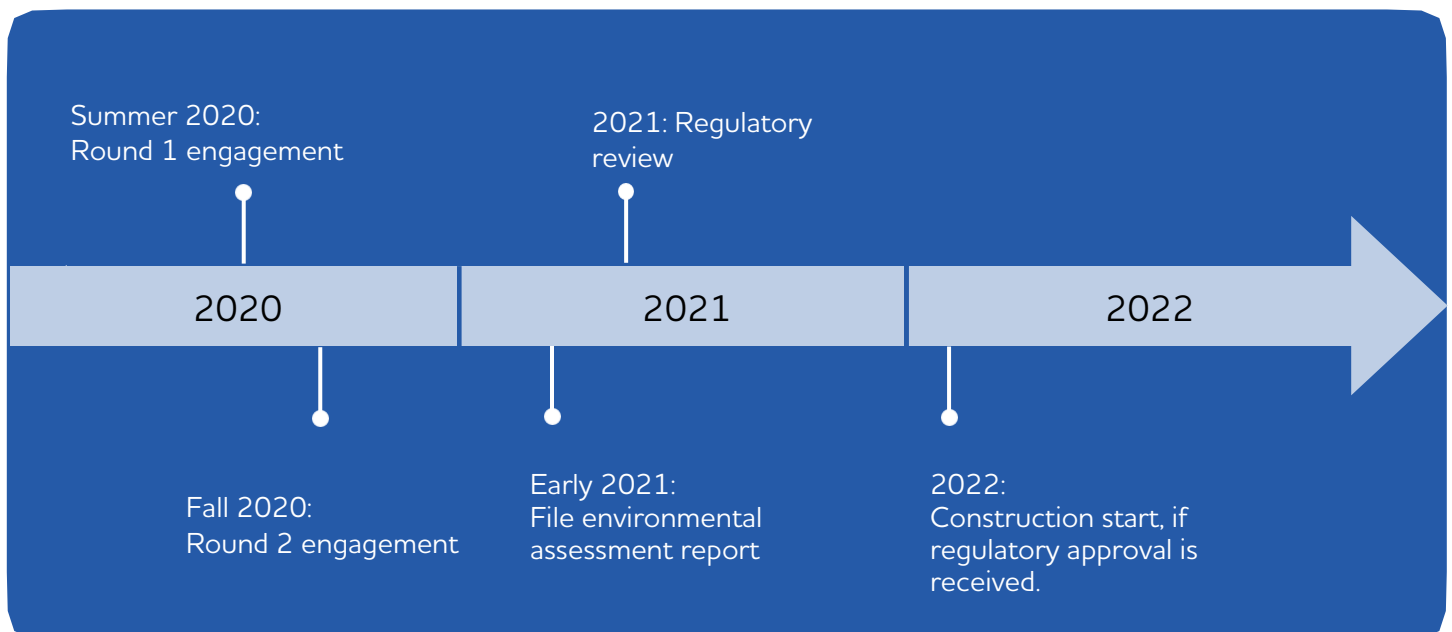 Summer 2020:
Round 1 engagement
2021: Regulatory
review
2020
2021
2022
Fall 2020:
Round 2 engagement
Early 2021:
File environmental
assessment report
2022:
Construction start, if
regulatory approval is
received.